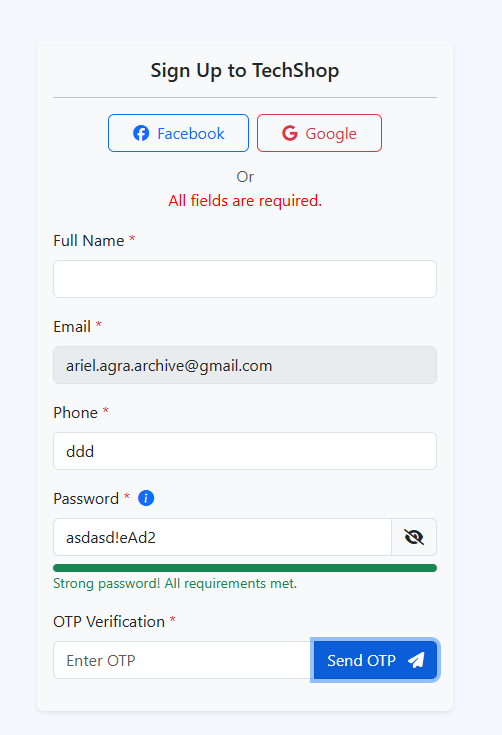 Sign Up to TechShop
Facebook
Google
Or
All fields are required.
Full Name *
Email *
ariel.agra.archive@gmail.com
Phone *
ddd
Password *
asdasd!eAd2
Strong password! All requirements met.
OTP Verification *
Enter OTP
Send OTP